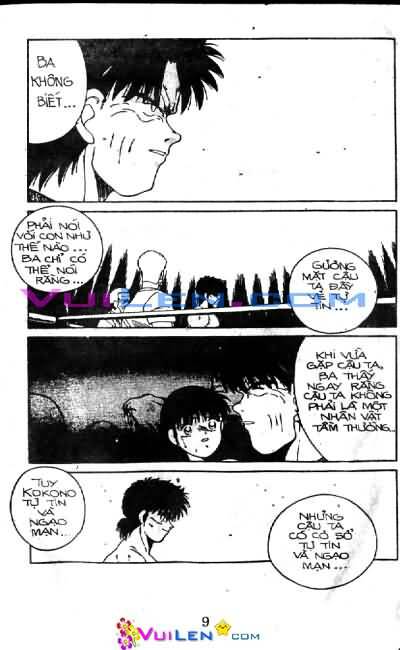 BA
KHÔNG
BIẾT...
PHẢI NÓI
VỚI CON NHƯ
THẾ NÀO...
BA CHỈ CÓ
THỂ NÓI
RẰNG...
GƯƠNG
MẶT CẬU
TA ĐẦY
VẺ TỰ
TIN...
VUILEN.COM
KHI VỪA
GẶP CẬU TA,
BA THẤY
NGAY RẰNG
CẬU TA KHÔNG
PHẢI LÀ MỘT
NHÂN VẬT
TẦM THƯỜNG...
TUY
KOKONO
TỰ TIN
VÀ
NGẠO
MẠN...
NHƯNG
CẬU TA
CÓ CƠ SỞ
TỰ TIN
VÀ NGẠO
MẠN...
9
VUILEN.COM